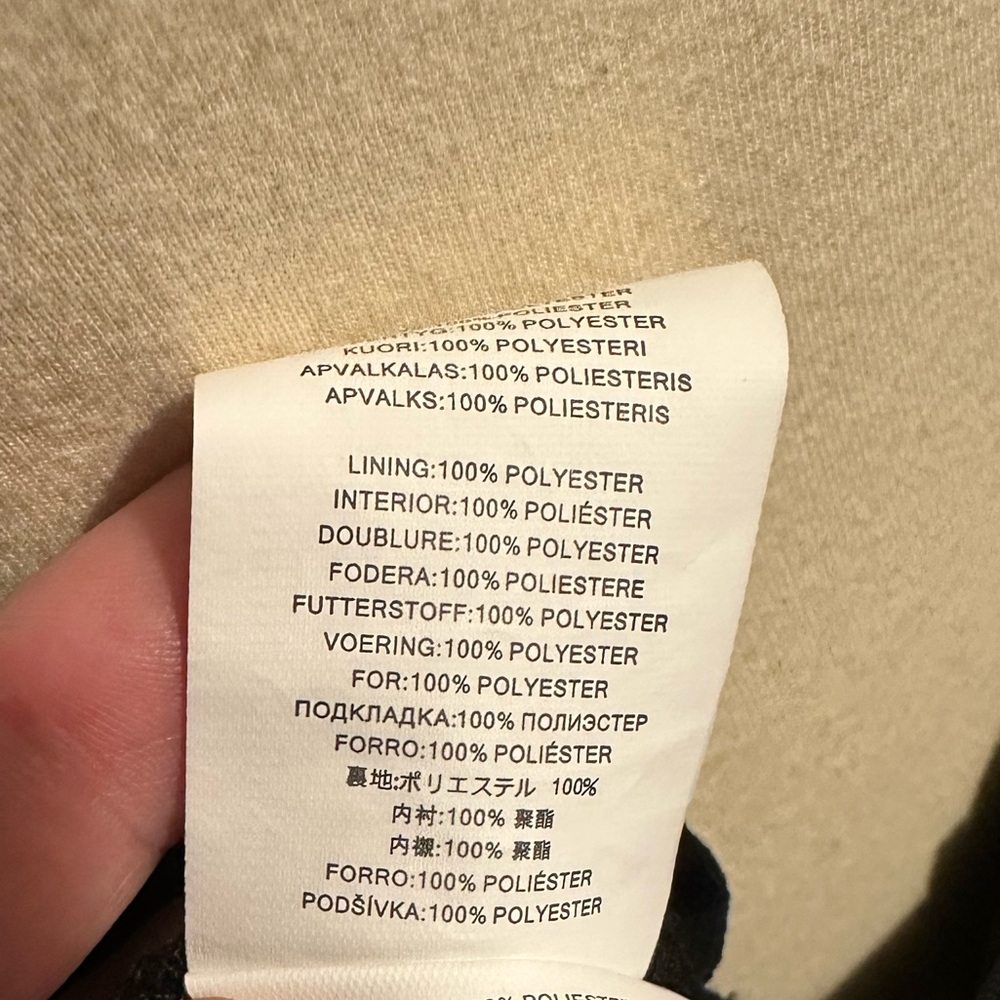 POLIESTER
100% POLYESTER
KUORI:100% POLYESTERI
APVALKALAS:100% POLIESTERIS
APVALKS:100% POLIESTERIS
LINING:100% POLYESTER
INTERIOR:100% POLIÉSTER
DOUBLURE:100% POLYESTER
FODERA:100% POLIESTERE
FUTTERSTOFF:100% POLYESTER
VOERING:100% POLYESTER
FOR:100% POLYESTER
ПОДКЛАДКА:100% ПОЛИЭСТЕР
FORRO:100% POLIÉSTER
裏地:ポリエステル 100%
内衬:100% 聚酯
内襯:100% 聚酯
FORRO:100% POLIÉSTER
PODŠÍVKA:100% POLYESTER